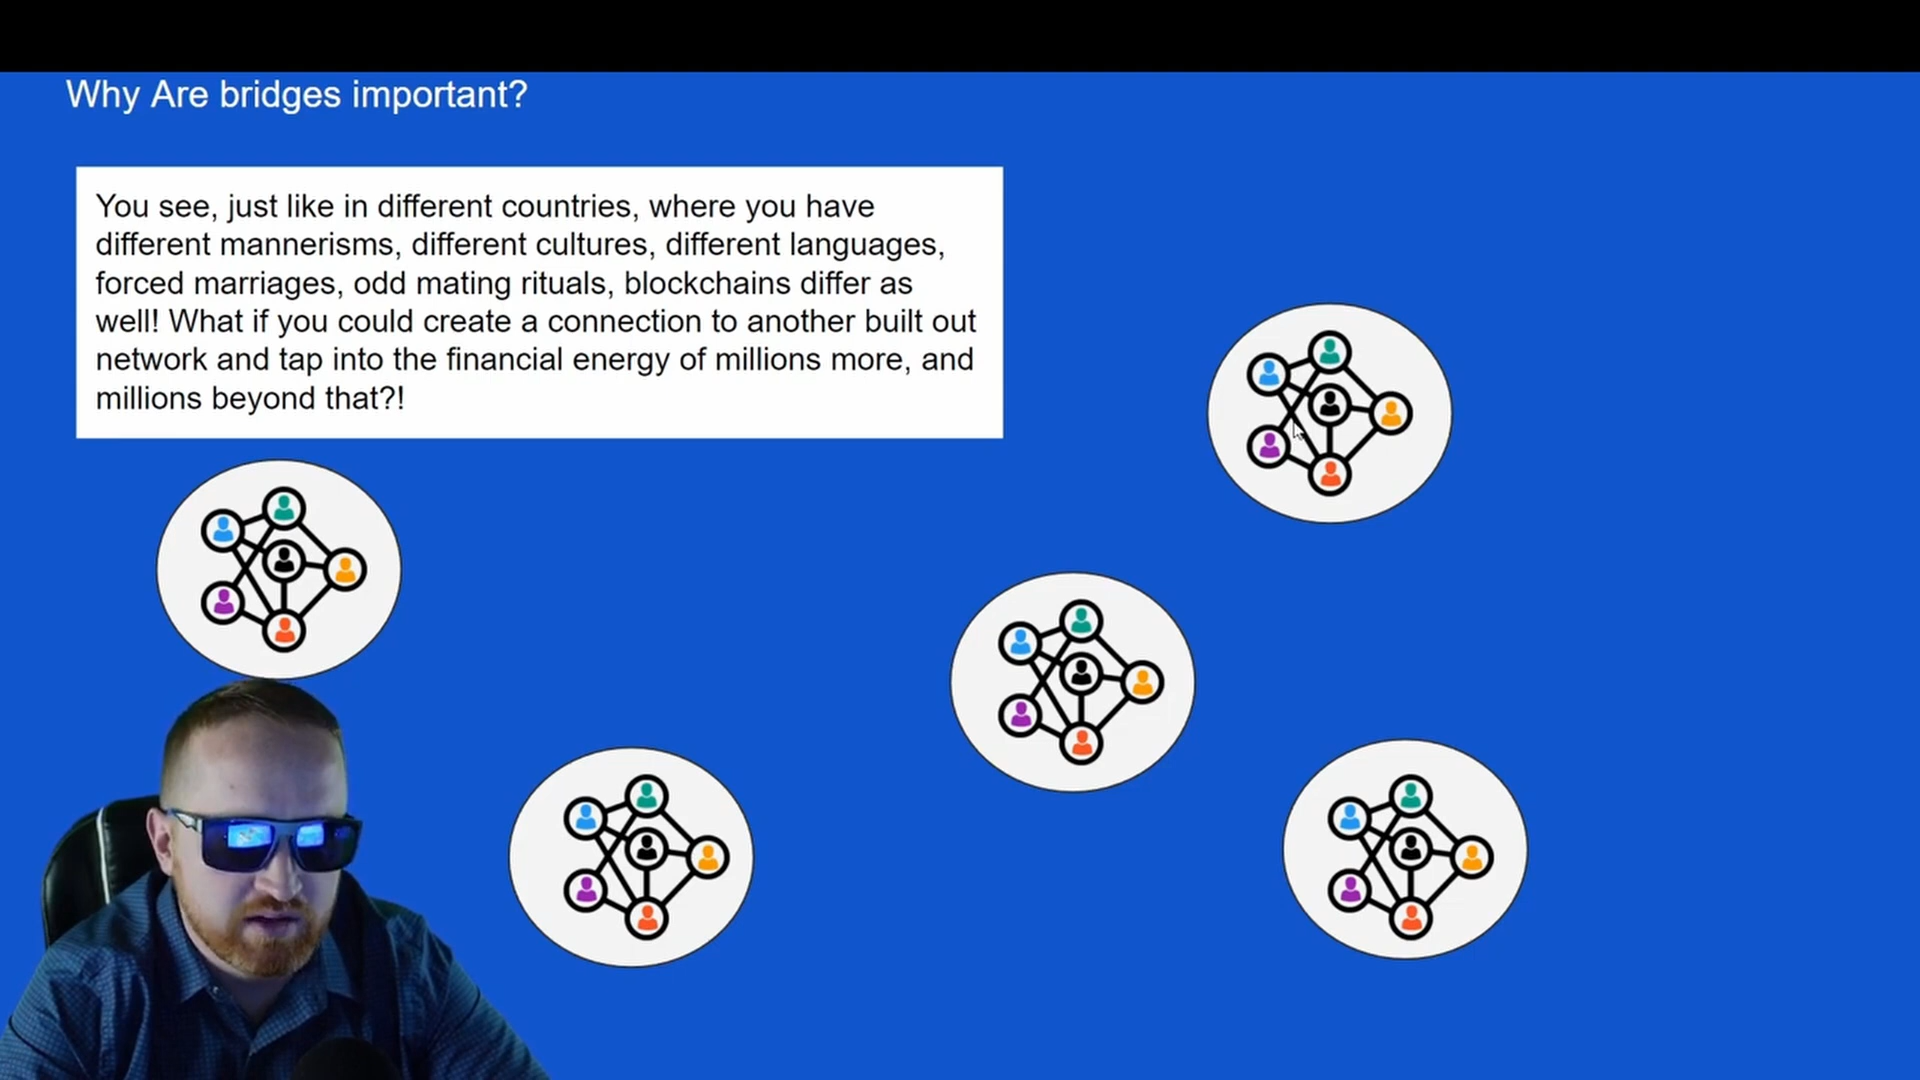 Why Are bridges important?
You see, just like in different countries, where you have
different mannerisms, different cultures, different languages,
forced marriages, odd mating rituals, blockchains differ as
well! What if you could create a connection to another built out
network and tap into the financial energy of millions more, and
millions beyond that?!